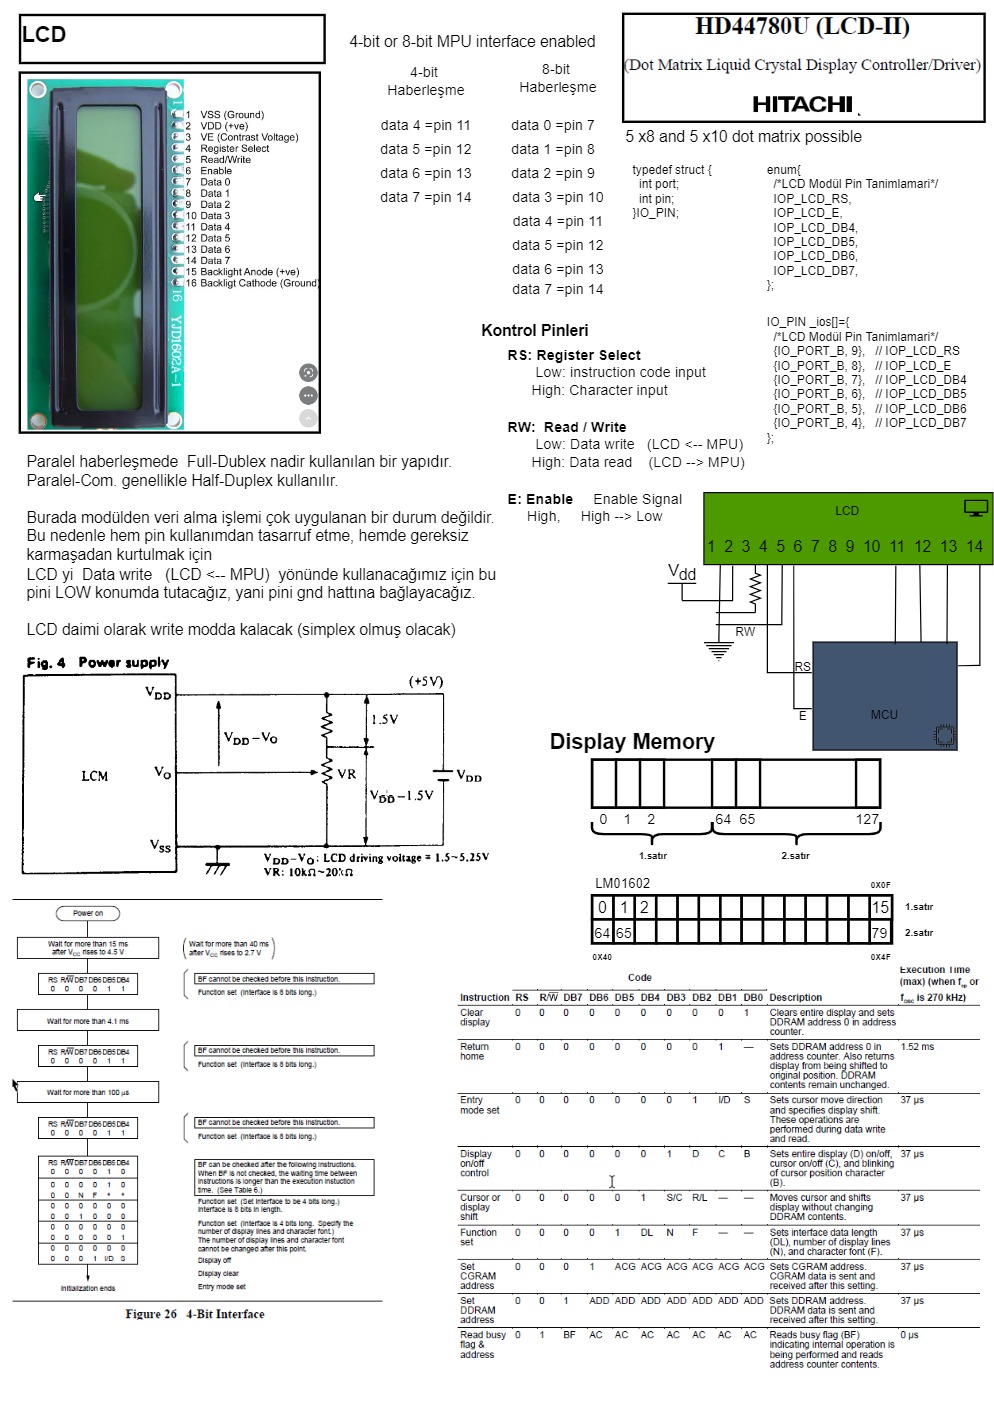 LCD
4-bit or 8-bit MPU interface enabled
4-bit
Haberleşme
data 4 =pin 11
data 5 =pin 12
data 6 =pin 13
data 7 =pin 14
8-bit
Haberleşme
data 0 =pin 7
data 1 =pin 8
data 2 =pin 9
data 3 =pin 10
data 4 =pin 11
data 5 =pin 12
data 6 =pin 13
data 7 =pin 14
HD44780U (LCD-II)
(Dot Matrix Liquid Crystal Display Controller/Driver)
HITACHI
5 x8 and 5 x10 dot matrix possible
1 VSS (Ground)
2 VDD (+ve)
3 VE (Contrast Voltage)
4 Register Select
5 Read/Write
6 Enable
7 Data 0
8 Data 1
9 Data 2
10 Data 3
11 Data 4
12 Data 5
13 Data 6
14 Data 7
15 Backlight Anode (+ve)
16 Backligt Cathode (Ground)
1
16
YJD1602A-1
typedef struct {
int port;
int pin;
}IO_PIN;
enum{
/*LCD Modül Pin Tanimlamari*/
IOP_LCD_RS,
IOP_LCD_E,
IOP_LCD_DB4,
IOP_LCD_DB5,
IOP_LCD_DB6,
IOP_LCD_DB7,
};
IO_PIN _ios[]={
/*LCD Modül Pin Tanimlamari*/
{IO_PORT_B, 9}, // IOP_LCD_RS
{IO_PORT_B, 8}, // IOP_LCD_E
{IO_PORT_B, 7}, // IOP_LCD_DB4
{IO_PORT_B, 6}, // IOP_LCD_DB5
{IO_PORT_B, 5}, // IOP_LCD_DB6
{IO_PORT_B, 4}, // IOP_LCD_DB7
};
Kontrol Pinleri
RS: Register Select
Low: instruction code input
High: Character input
RW: Read / Write
Low: Data write (LCD <-- MPU)
High: Data read (LCD --> MPU)
E: Enable Enable Signal
High, High --> Low
Paralel haberleşmede Full-Dublex nadir kullanılan bir yapıdır.
Paralel-Com. genellikle Half-Duplex kullanılır.
Burada modülden veri alma işlemi çok uygulanan bir durum değildir.
Bu nedenle hem pin kullanımdan tasarruf etme, hemde gereksiz
karmaşadan kurtulmak için
LCD yi Data write (LCD <-- MPU) yönünde kullanacağımız için bu
pini LOW konumda tutacağız, yani pini gnd hattına bağlayacağız.
LCD daimi olarak write modda kalacak (simplex olmuş olacak)
LCD
1 2 3 4 5 6 7 8 9 10 11 12 13 14
Vdd
RW
RS
E
MCU
Fig. 4 Power supply
LCM
VDD
VO
VSS
VDD–VO
(+5V)
1.5V
VR
VDD–1.5V
VDD
VDD–VO: LCD driving voltage = 1.5~5.25V
VR: 10kΩ~20kΩ
Display Memory
0 1 2 64 65 127
1.satır 2.satır
LM01602
0X0F
0 1 2 15 1.satır
64 65 79 2.satır
0X40 0X4F
Power on
Wait for more than 15 ms
after VCC rises to 4.5 V
Wait for more than 40 ms
after VCC rises to 2.7 V
RS R/W DB7 DB6 DB5 DB4
0 0 0 0 1 1
BF cannot be checked before this instruction.
Function set (Interface is 8 bits long.)
Wait for more than 4.1 ms
RS R/W DB7 DB6 DB5 DB4
0 0 0 0 1 1
BF cannot be checked before this instruction.
Function set (Interface is 8 bits long.)
Wait for more than 100 µs
RS R/W DB7 DB6 DB5 DB4
0 0 0 0 1 1
BF cannot be checked before this instruction.
Function set (Interface is 8 bits long.)
RS R/W DB7 DB6 DB5 DB4
0 0 0 0 1 0
0 0 0 0 1 0
0 0 N F * *
0 0 0 0 0 0
0 0 1 0 0 0
0 0 0 0 0 0
0 0 0 0 0 1
0 0 0 0 0 0
0 0 0 1 I/D S
BF can be checked after the following instructions.
When BF is not checked, the waiting time between
instructions is longer than the execution instuction
time. (See Table 6.)
Function set (Set interface to be 4 bits long.)
Interface is 8 bits in length.
Function set (Interface is 4 bits long. Specify the
number of display lines and character font.)
The number of display lines and character font
cannot be changed after this point.
Display off
Display clear
Entry mode set
Initialization ends
Figure 26 4-Bit Interface
Code
Execution Time
(max) (when fcp or
fOSC is 270 kHz)
Instruction RS R/W DB7 DB6 DB5 DB4 DB3 DB2 DB1 DB0 Description
Clear display 0 0 0 0 0 0 0 0 0 1 Clears entire display and sets DDRAM address 0 in address counter.
Return home 0 0 0 0 0 0 0 0 1 — Sets DDRAM address 0 in address counter. Also returns display from being shifted to original position. DDRAM contents remain unchanged. 1.52 ms
Entry mode set 0 0 0 0 0 0 0 1 I/D S Sets cursor move direction and specifies display shift. These operations are performed during data write and read. 37 µs
Display on/off control 0 0 0 0 0 0 1 D C B Sets entire display (D) on/off, cursor on/off (C), and blinking of cursor position character (B). 37 µs
Cursor or display shift 0 0 0 0 0 1 S/C R/L — — Moves cursor and shifts display without changing DDRAM contents. 37 µs
Function set 0 0 0 0 1 DL N F — — Sets interface data length (DL), number of display lines (N), and character font (F). 37 µs
Set CGRAM address 0 0 0 1 ACG ACG ACG ACG ACG ACG Sets CGRAM address. CGRAM data is sent and received after this setting. 37 µs
Set DDRAM address 0 0 1 ADD ADD ADD ADD ADD ADD ADD Sets DDRAM address. DDRAM data is sent and received after this setting. 37 µs
Read busy flag & address 0 1 BF AC AC AC AC AC AC AC Reads busy flag (BF) indicating internal operation is being performed and reads address counter contents. 0 µs